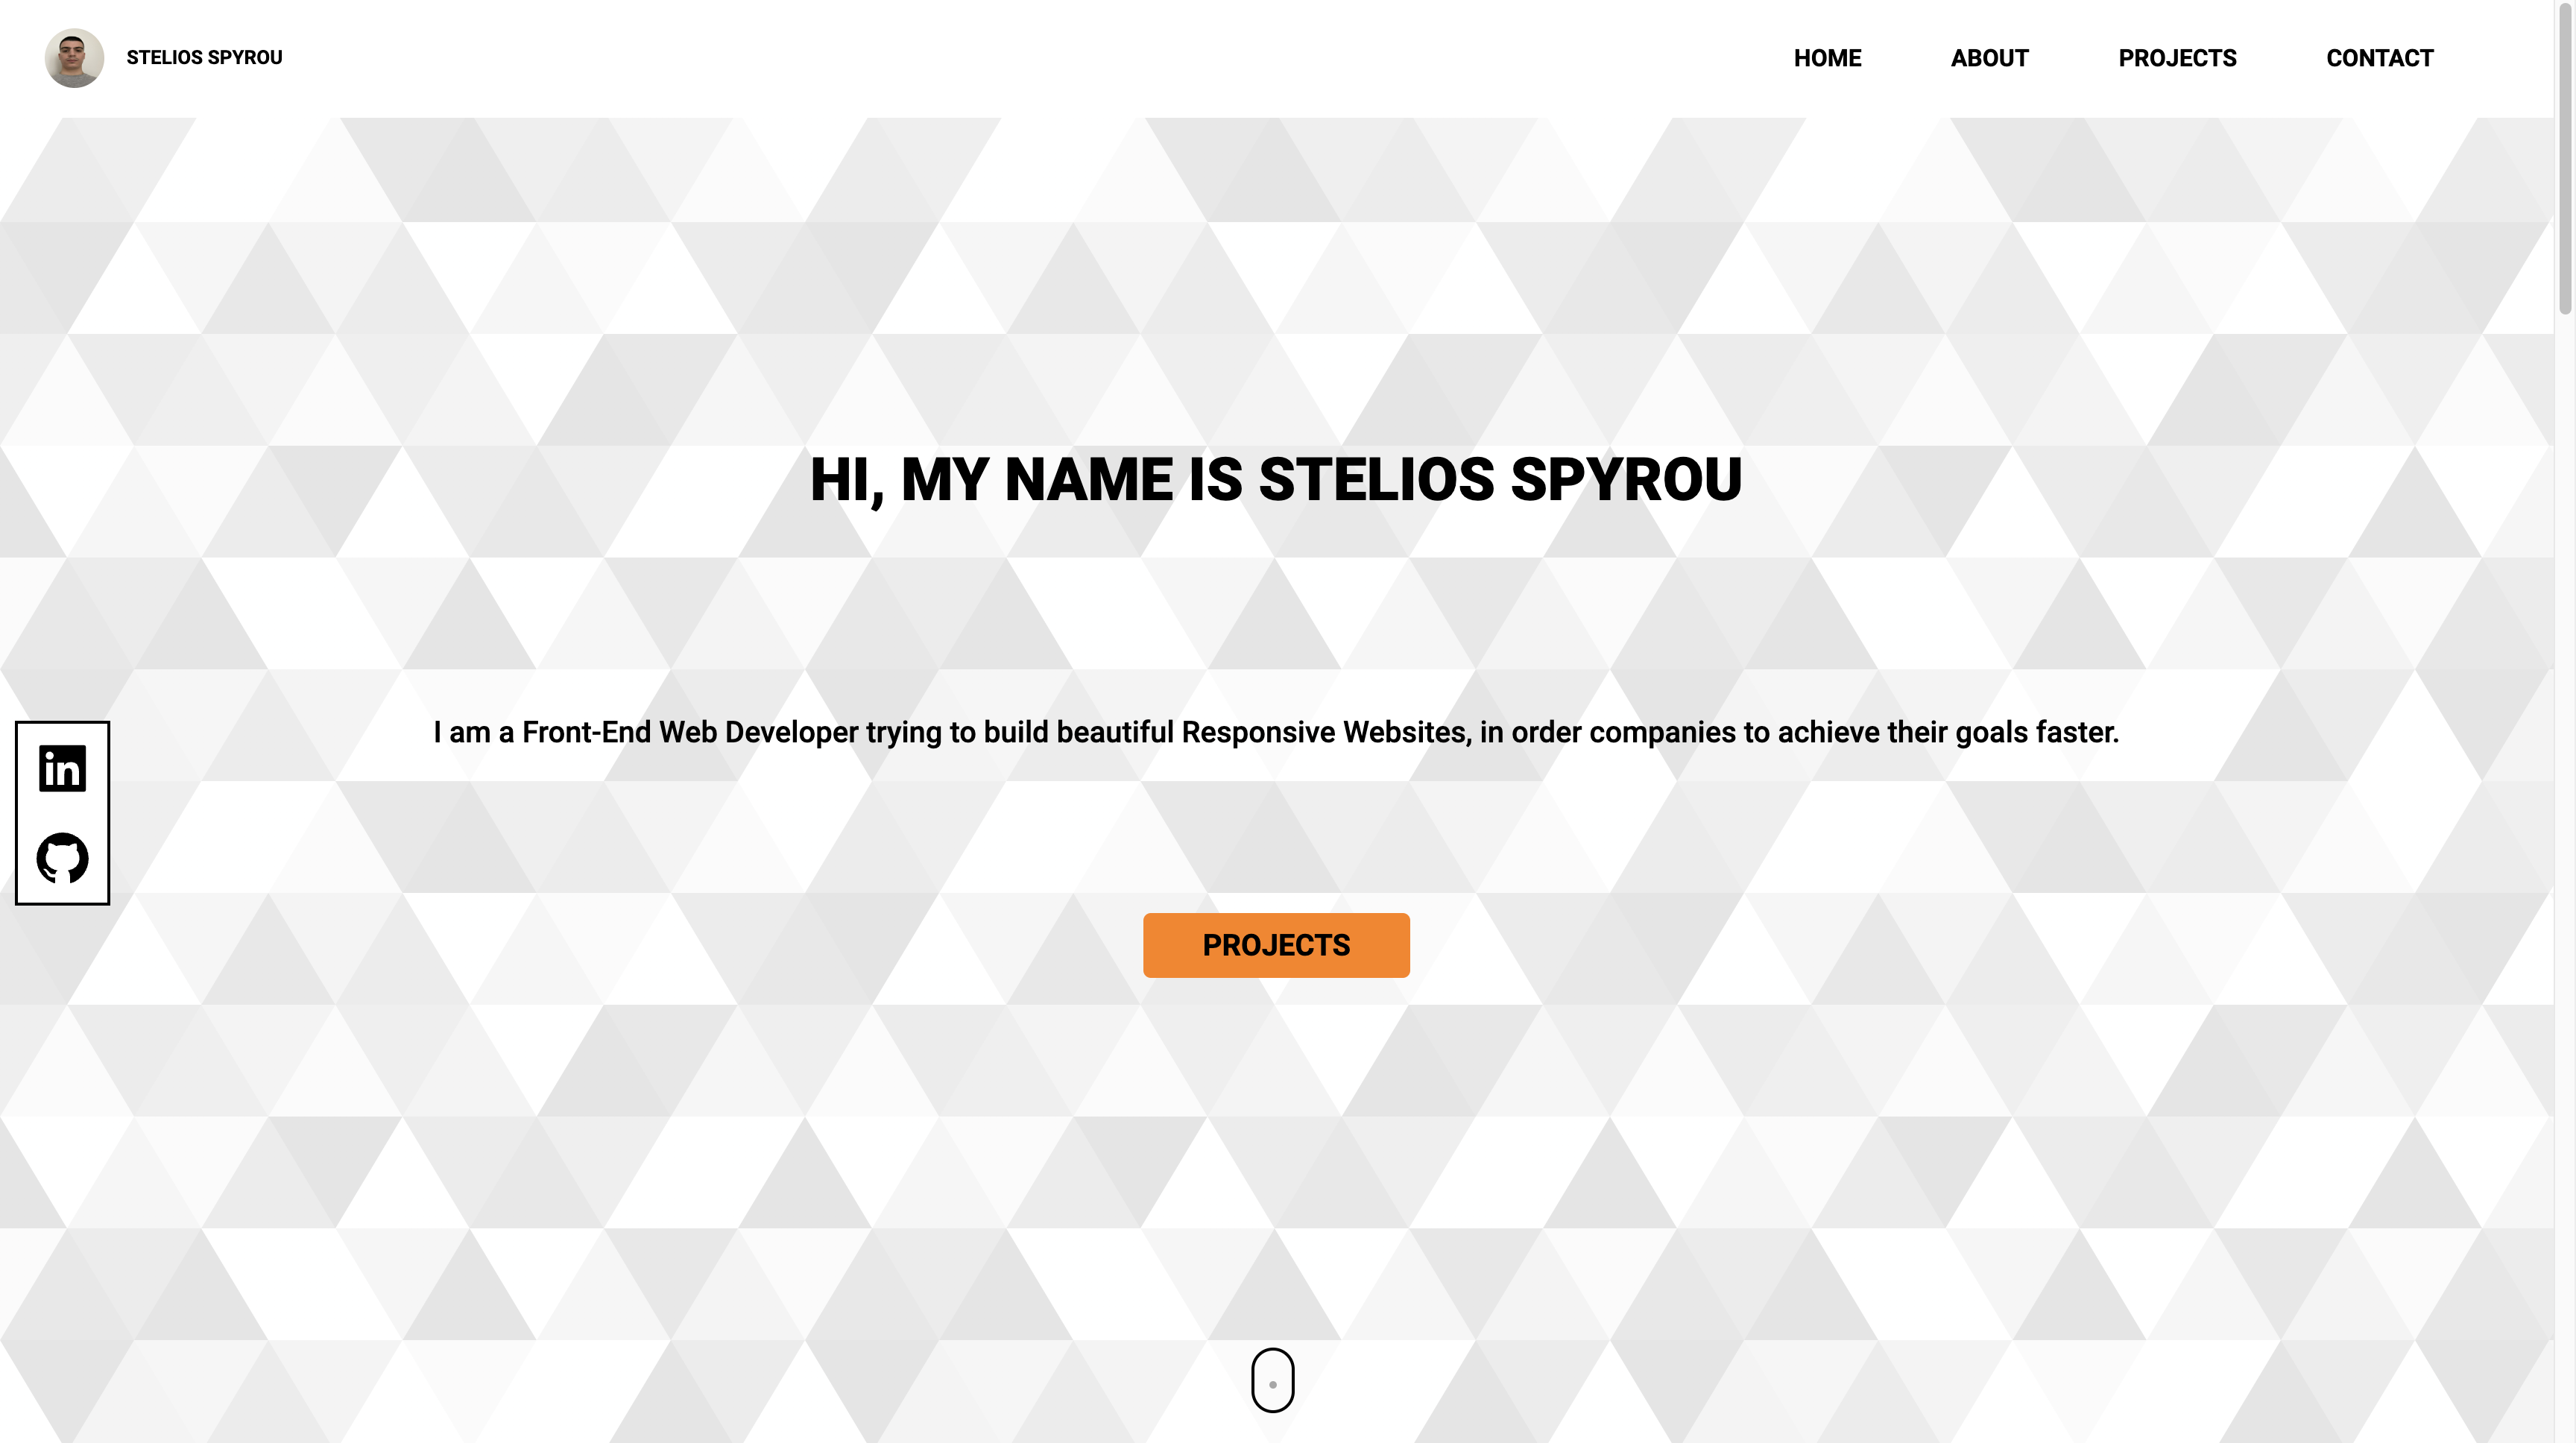 STELIOS SPYROU
HOME ABOUT PROJECTS CONTACT
HI, MY NAME IS STELIOS SPYROU
I am a Front-End Web Developer trying to build beautiful Responsive Websites, in order companies to achieve their goals faster.
in
PROJECTS